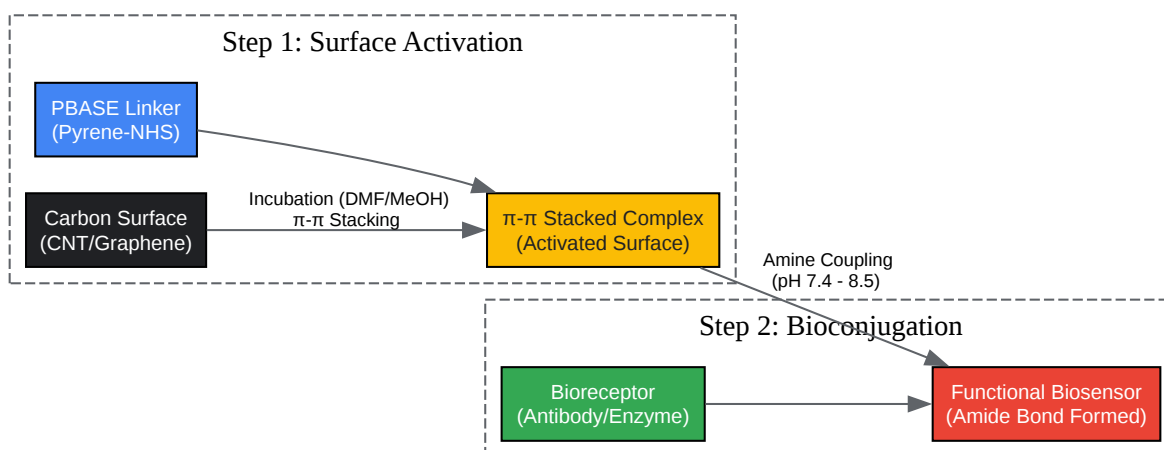 Step 1: Surface Activation
PBASE Linker
(Pyrene-NHS)
Carbon Surface
(CNT/Graphene)
Incubation (DMF/MeOH)
π-π Stacking
π-π Stacked Complex
(Activated Surface)
Amine Coupling
(pH 7.4 - 8.5)
Step 2: Bioconjugation
Bioreceptor
(Antibody/Enzyme)
Functional Biosensor
(Amide Bond Formed)